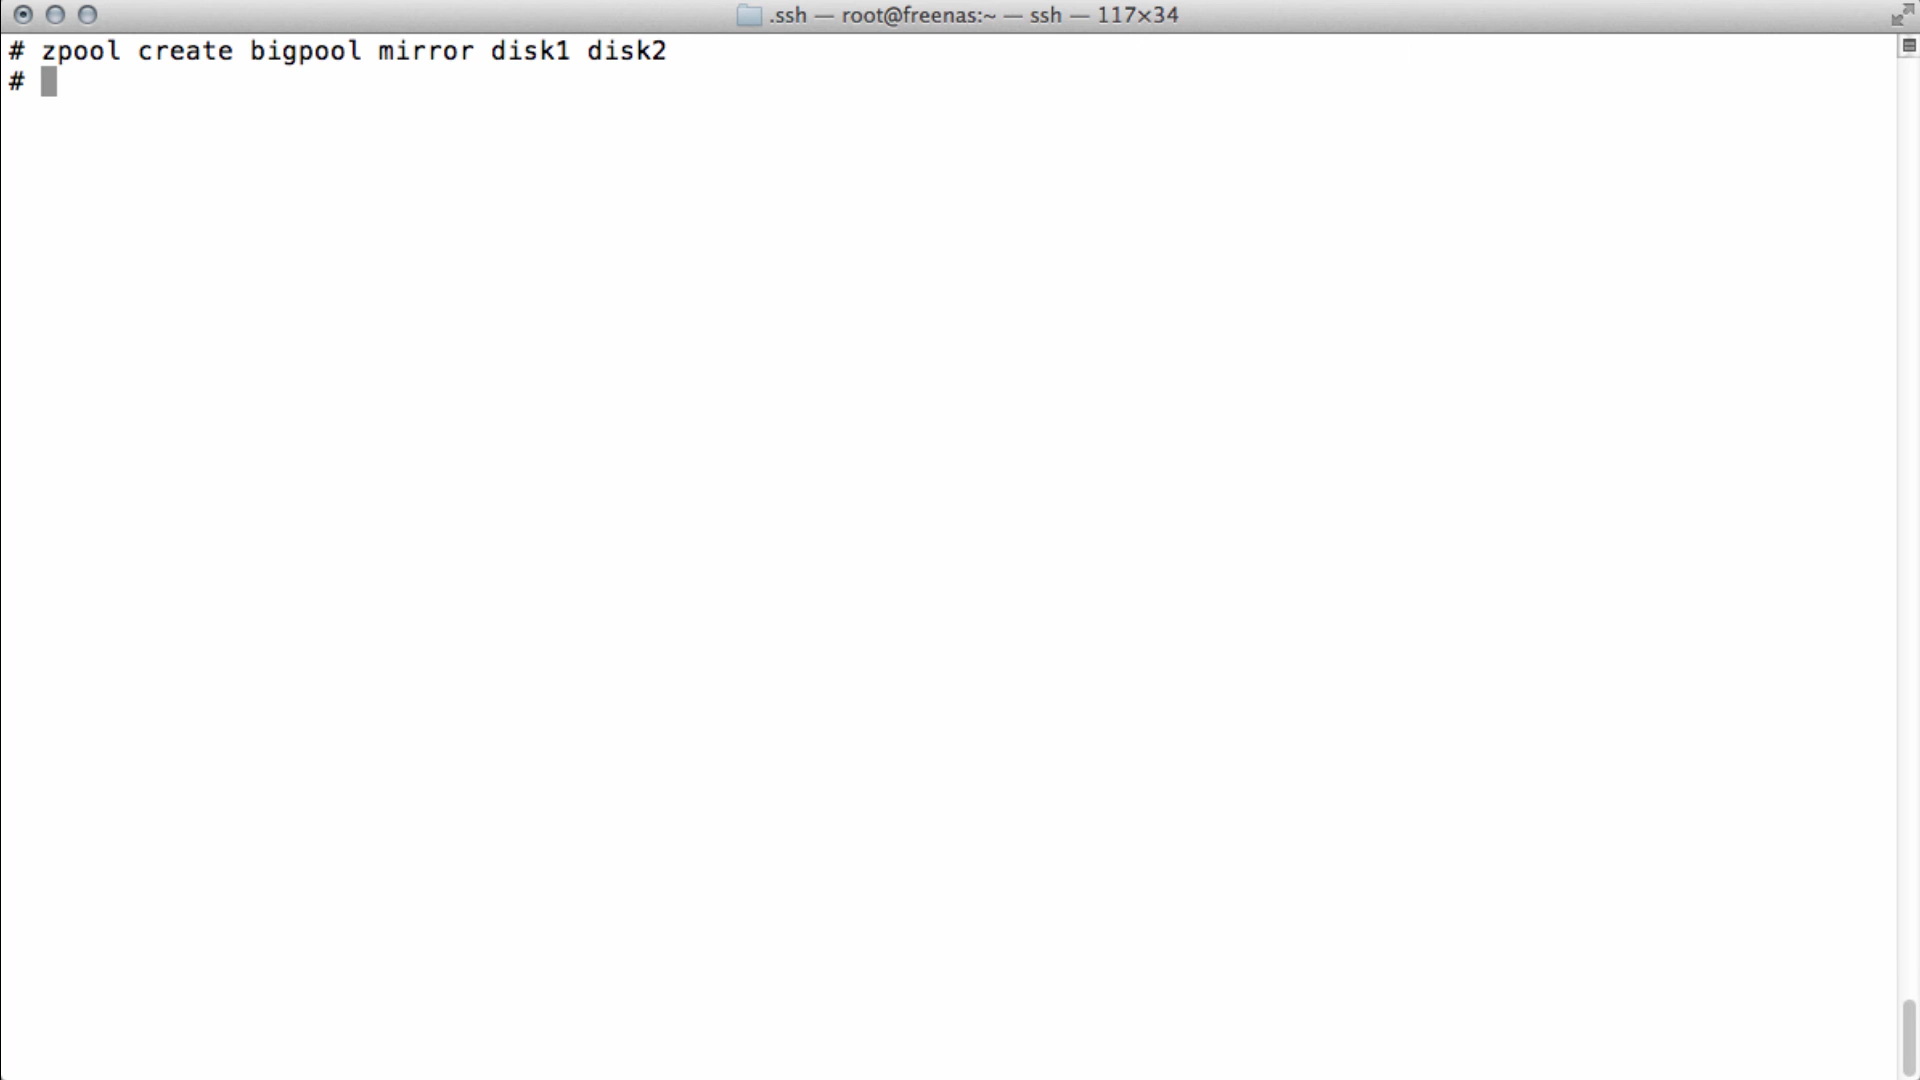 .ssh — root@freenas:~ — ssh — 117×34
# zpool create bigpool mirror disk1 disk2
#